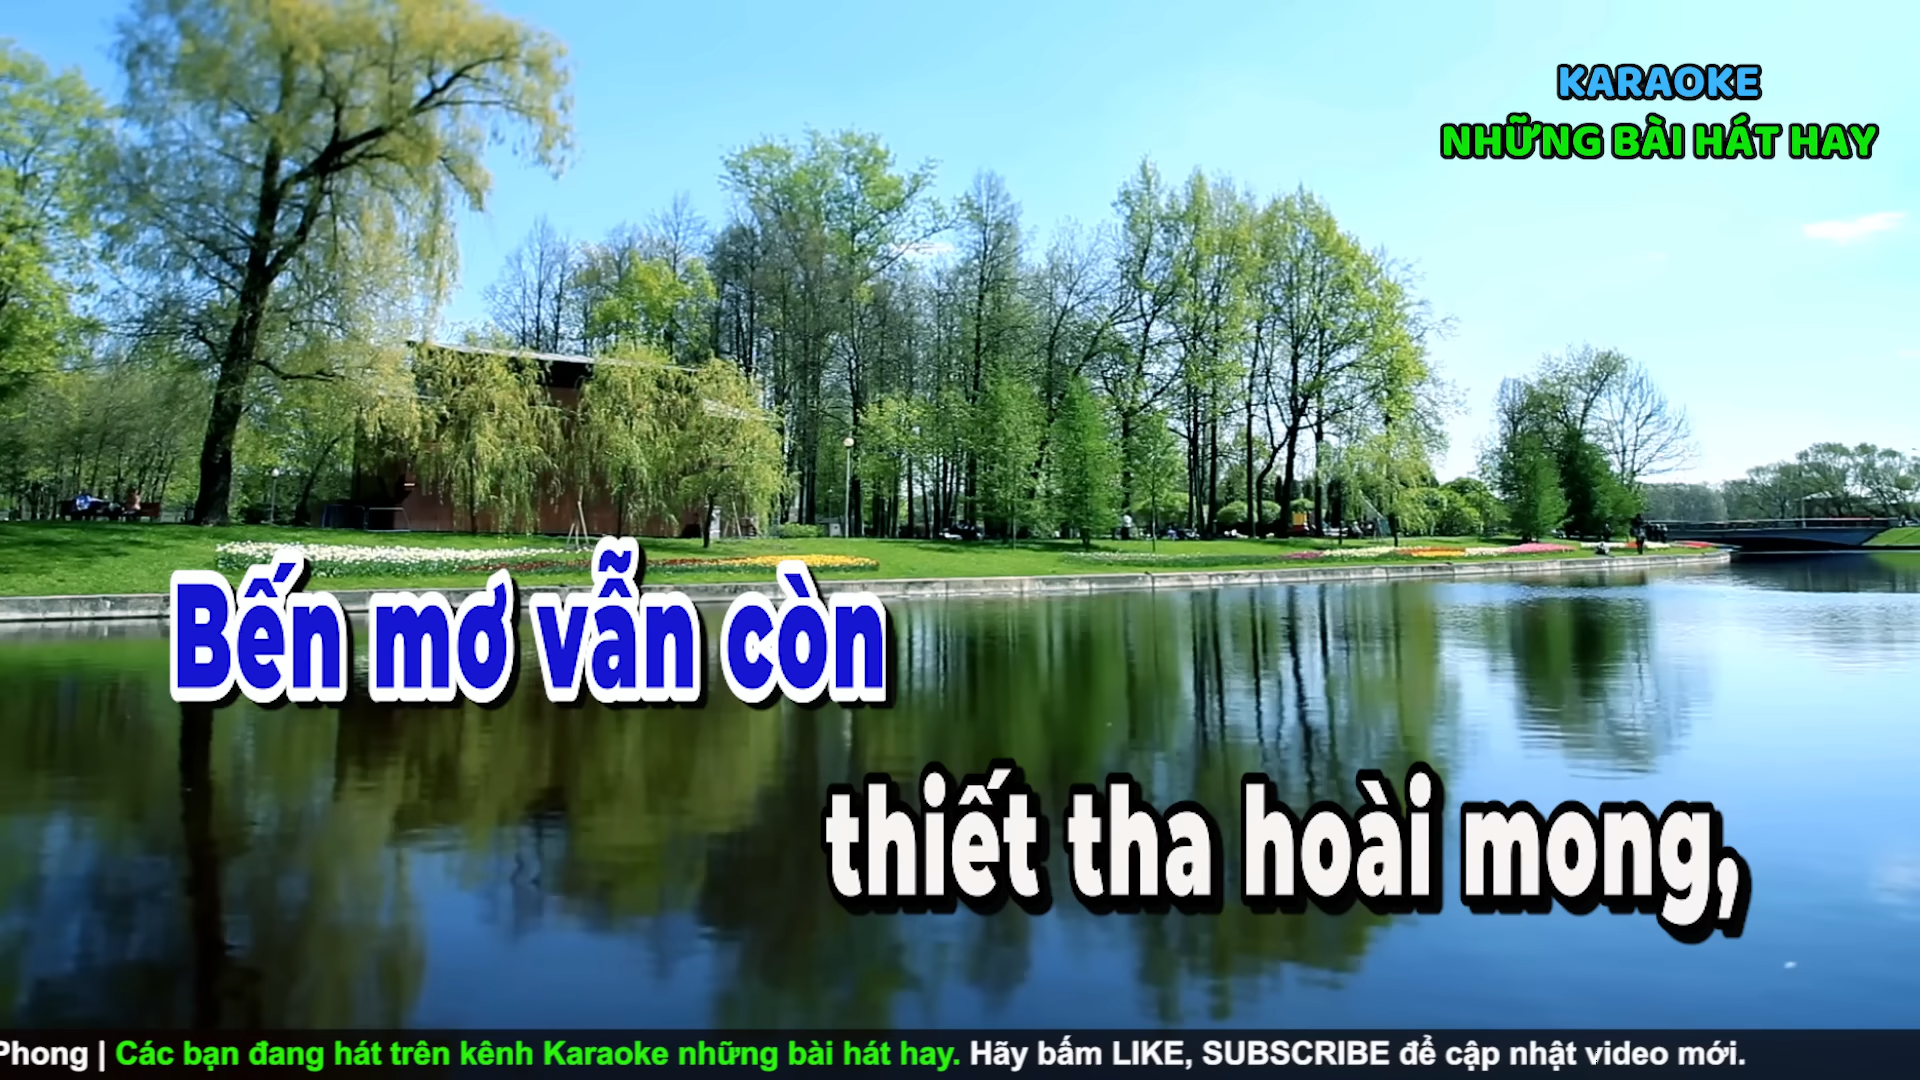 KARAOKE
NHỮNG BÀI HÁT HAY
Bến mơ vẫn còn
thiết tha hoài mong,
Phong | Các bạn đang hát trên kênh Karaoke những bài hát hay. Hãy bấm LIKE, SUBSCRIBE để cập nhật video mới.